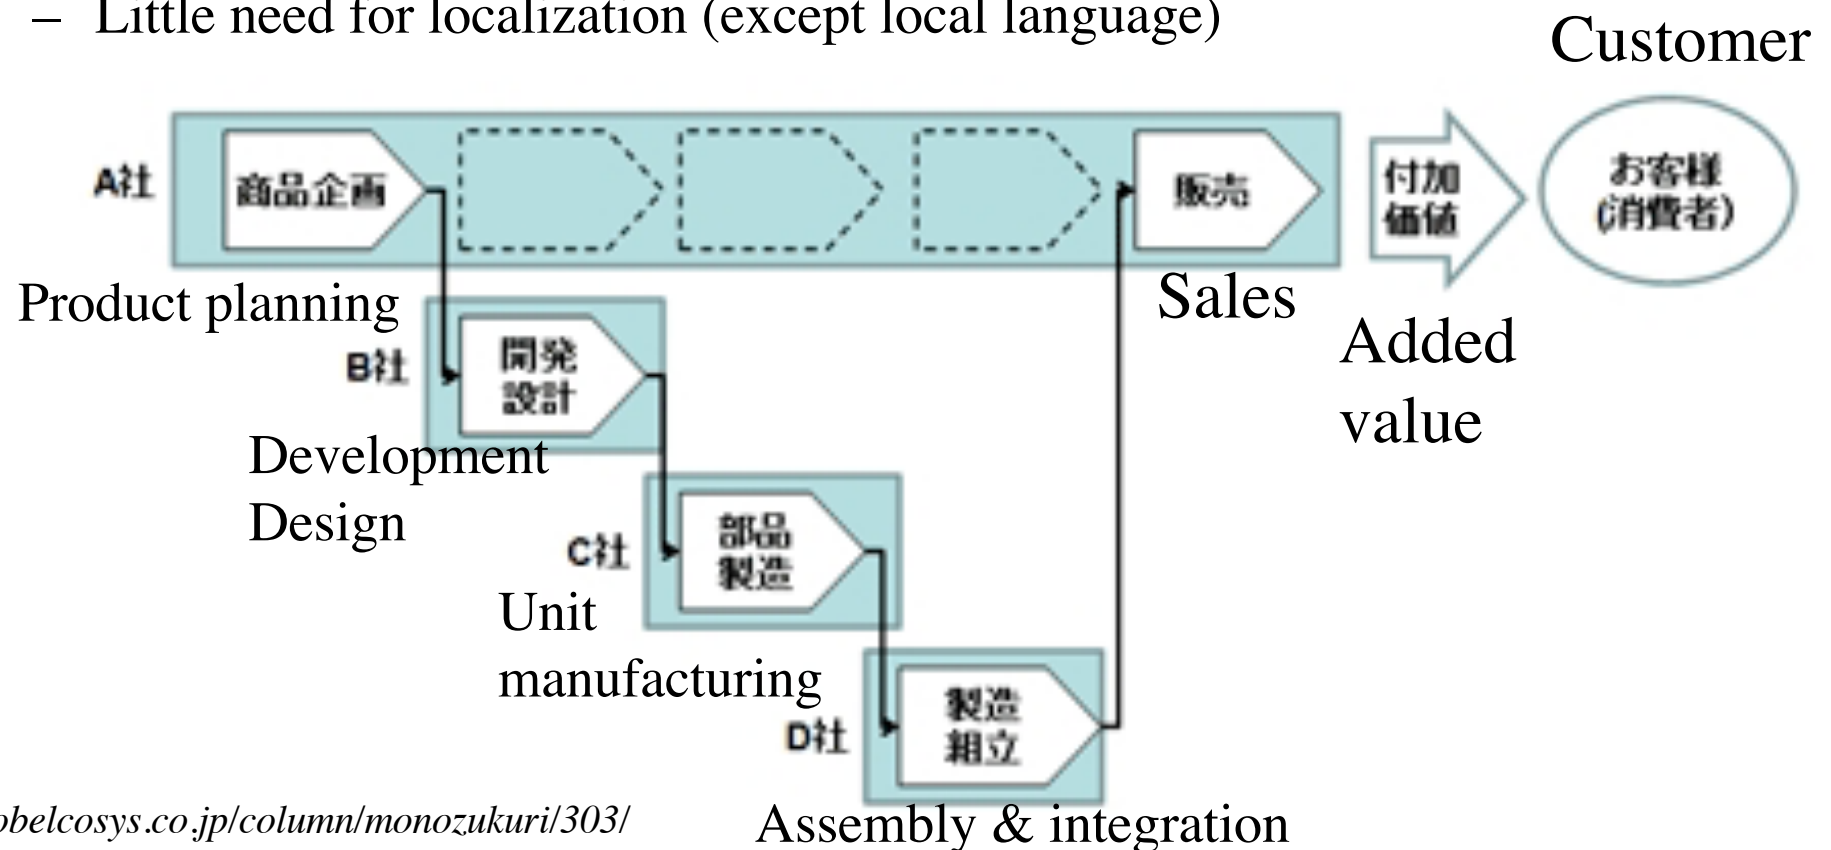 – Little need for localization (except local language)
Customer
A社
商品企画
販売
付加
価値
お客様
(消費者)
Product planning
Sales
Added
value
B社
開発
設計
Development
Design
C社
部品
製造
Unit
manufacturing
D社
製造
組立
Assembly & integration
obelcosys.co.jp/column/monozukuri/303/